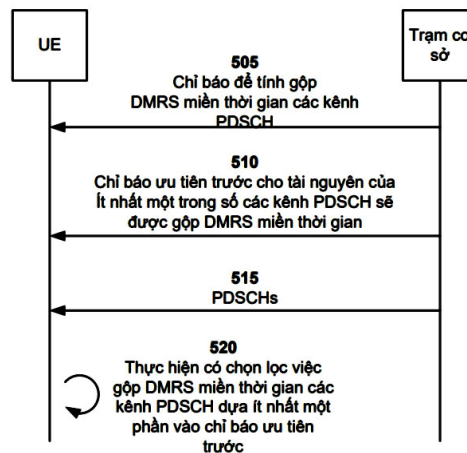 UE
Trạm cơ
sở
505
Chỉ báo để tính gộp
DMRS miền thời gian các kênh
PDSCH
510
Chỉ báo ưu tiên trước cho tài nguyên của
ít nhất một trong số các kênh PDSCH sẽ
được gộp DMRS miền thời gian
515
PDSCHs
520
Thực hiện có chọn lọc việc
gộp DMRS miền thời gian các
kênh PDSCH dựa ít nhất một
phần vào chỉ báo ưu tiên
trước